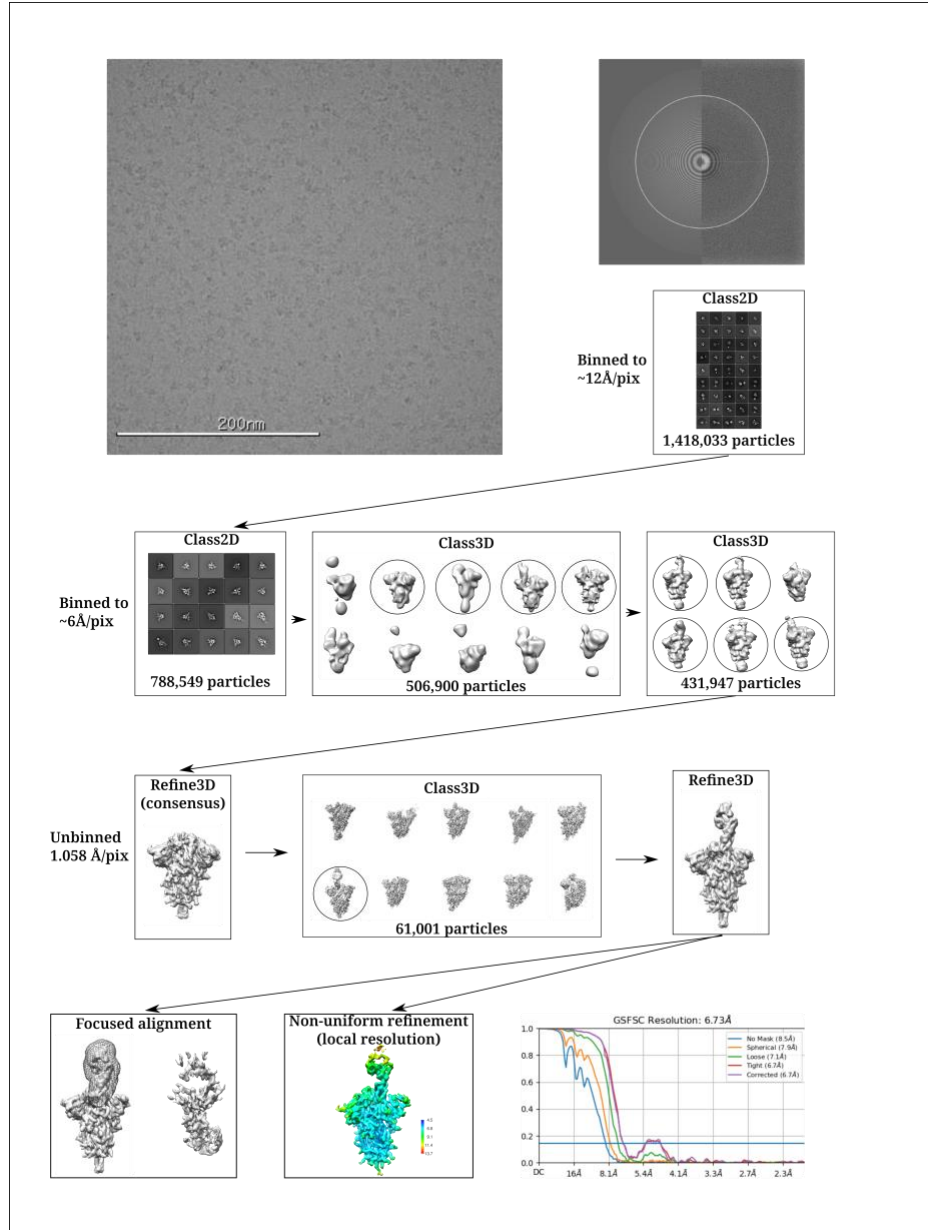 200nm
Class2D
Binned to
~12Å/pix
1,418,033 particles
Class2D
Binned to
~6Å/pix
788,549 particles
Class3D
506,900 particles
Class3D
431,947 particles
Unbinned
1.058 Å/pix
Refine3D
(consensus)
Class3D
61,001 particles
Refine3D
Focused alignment
Non-uniform refinement
(local resolution)
GSFSC Resolution: 6.73Å
No Mask (8.5Å)
Spherical (7.9Å)
Loose (7.1Å)
Tight (6.7Å)
Corrected (6.7Å)
1.0
0.8
0.6
0.4
0.2
0.0
DC
16Å
8.1Å
5.4Å
4.1Å
3.3Å
2.7Å
2.3Å